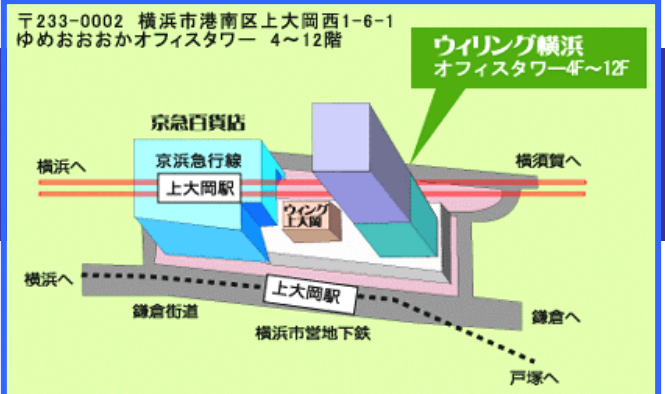 〒233-0002 横浜市港南区上大岡西1-6-1
ゆめおおおかオフィスタワー 4～12階
ウィリング横浜
オフィスタワー4F～12F
京急百貨店
横浜へ
京浜急行線
横須賀へ
上大岡駅
ウィング
上大岡
横浜へ
上大岡駅
鎌倉街道
鎌倉へ
横浜市営地下鉄
戸塚へ